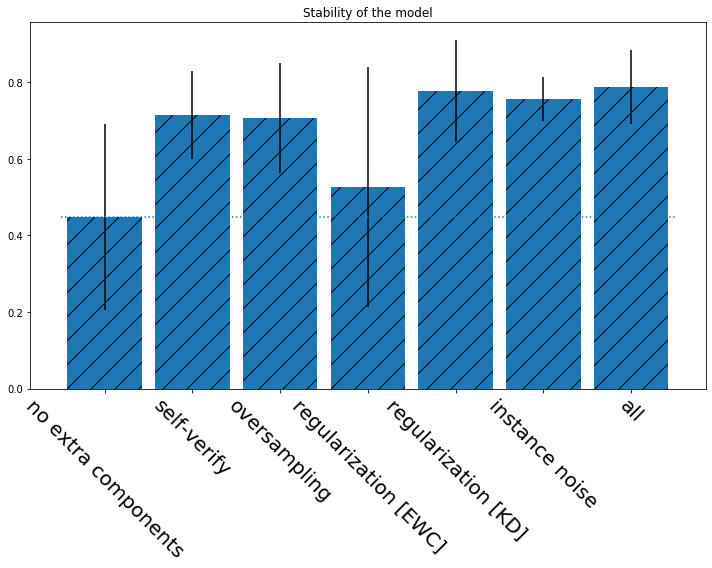 Stability of the model
0.8
0.6
0.4
0.2
0.0
no extra components
self-verify
oversampling
regularization [EWC]
regularization [KD]
instance noise
all